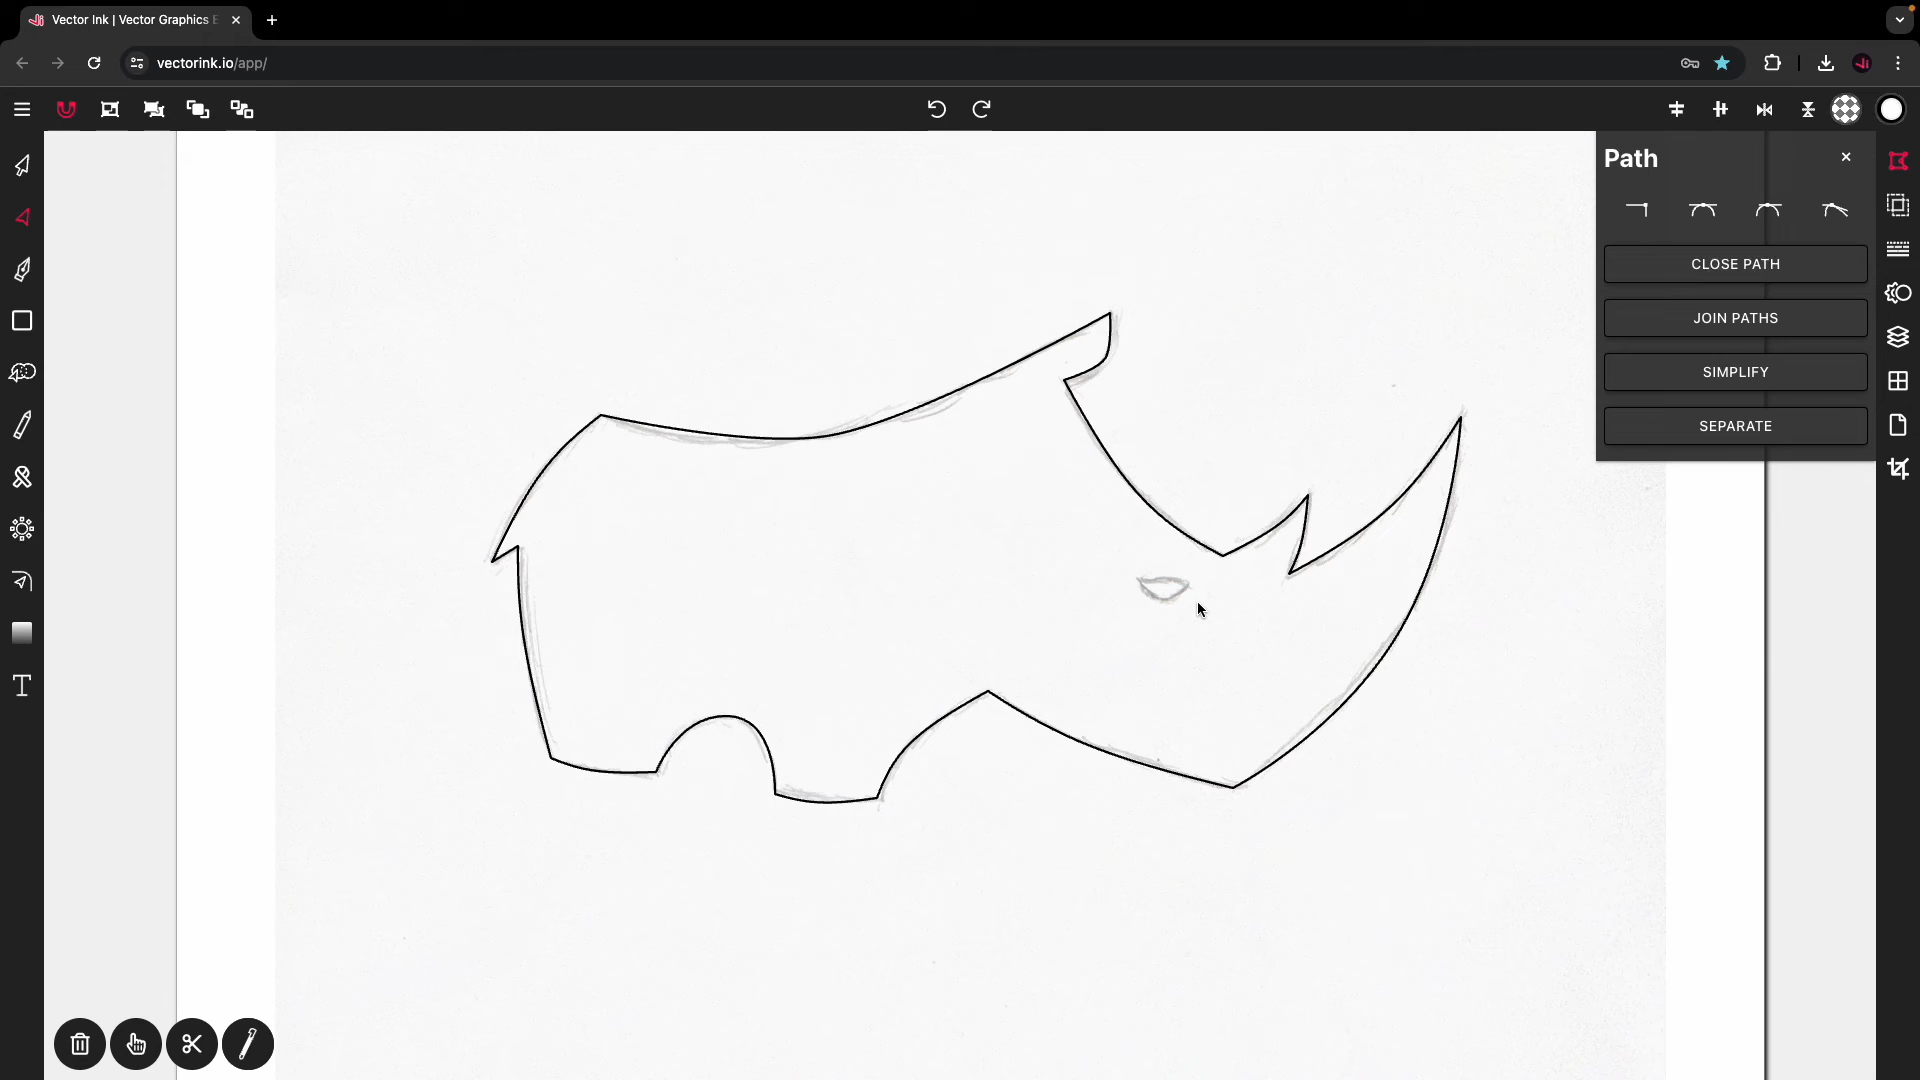 Vector Ink | Vector Graphics E
vectorink.io/app/
Path
CLOSE PATH
JOIN PATHS
SIMPLIFY
SEPARATE